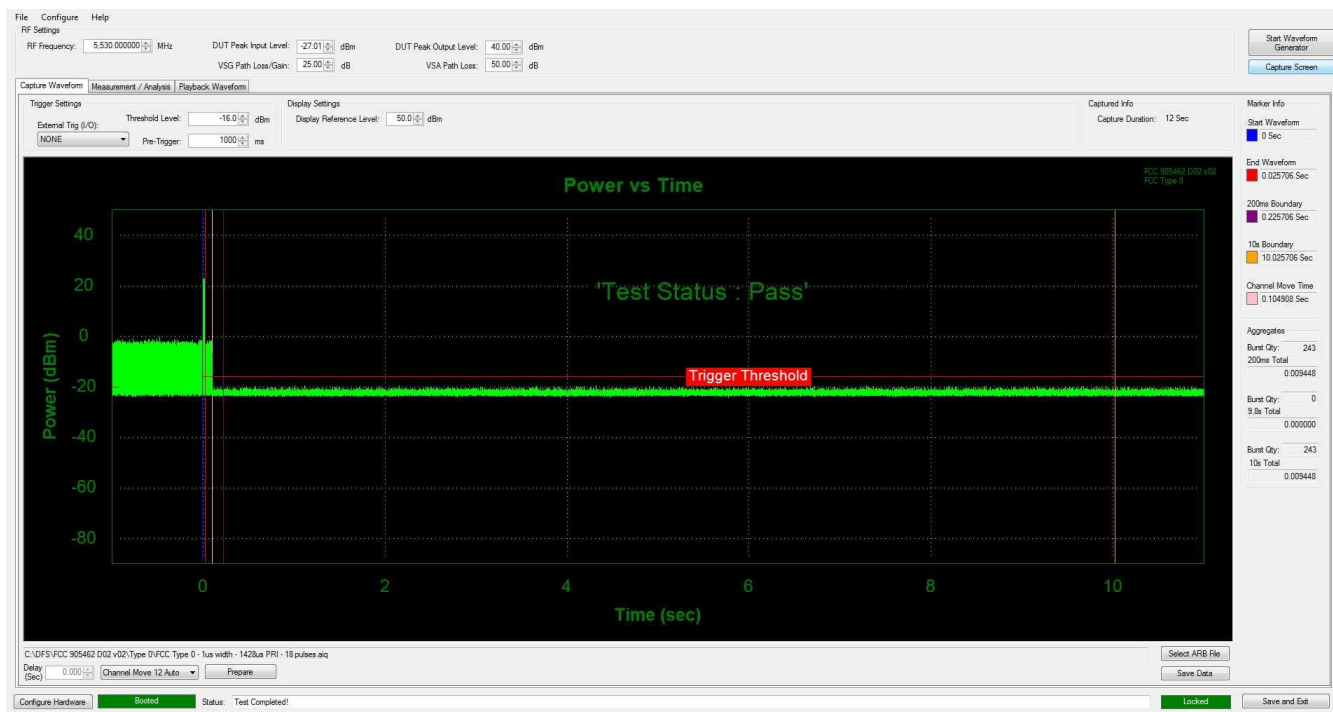 File Configure Help
RF Settings
RF Frequency: 5,530.000000 MHz DUT Peak Input Level: -27.01 dBm DUT Peak Output Level: 40.00 dBm
VSG Path Loss/Gain: 25.00 dB VSA Path Loss: 50.00 dB
Start Waveform
Generator
Capture Screen
Capture Waveform Measurement / Analysis Playback Waveform
Trigger Settings
External Trig (I/O): Threshold Level: -16.0 dBm
NONE Pre-Trigger: 1000 ms
Display Settings
Display Reference Level: 50.0 dBm
Captured Info
Capture Duration: 12 Sec
Power vs Time
FCC 905462 D02 v02
FCC Type 0
'Test Status : Pass'
Trigger Threshold
Power (dBm)
40
20
0
-20
-40
-60
-80
0 2 4 6 8 10
Time (sec)
Marker Info
Start Waveform
0 Sec
End Waveform
0.025706 Sec
200ms Boundary
0.225706 Sec
10s Boundary
10.025706 Sec
Channel Move Time
0.104908 Sec
Aggregates
Burst Qty: 243
200ms Total
0.009448
Burst Qty: 0
9.8s Total
0.000000
Burst Qty: 243
10s Total
0.009448
C:\DFS\FCC 905462 D02 v02\Type 0\FCC Type 0 - 1us width - 1428us PRI - 18 pulses.aiq
Select ARB File
Delay
(Sec) 0.000 Channel Move 12 Auto Prepare
Save Data
Configure Hardware Booted Status: Test Completed! Locked Save and Exit